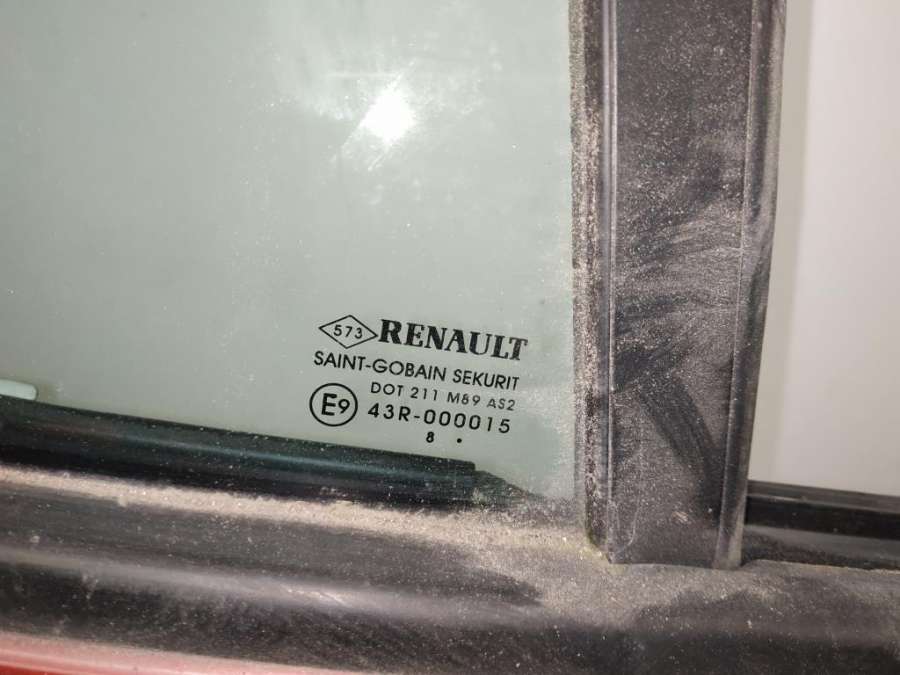 573 RENAULT
SAINT-GOBAIN SEKURIT
DOT 211 M89 AS2
E9 43R-000015
8 .